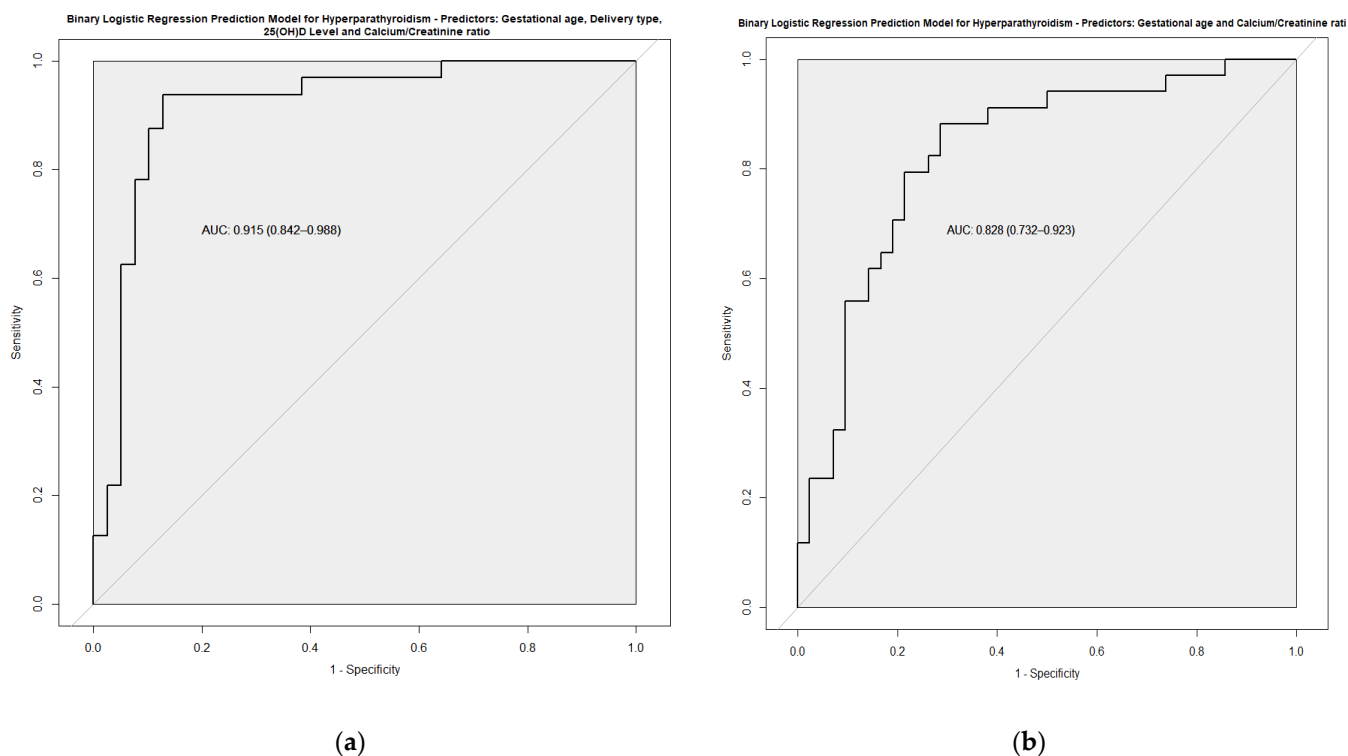 Binary Logistic Regression Prediction Model for Hyperparathyroidism - Predictors: Gestational age, Delivery type,
25(OH)D Level and Calcium/Creatinine ratio
1.0
0.8
0.6
0.4
0.2
0.0
Sensitivity
AUC: 0.915 (0.842–0.988)
0.0 0.2 0.4 0.6 0.8 1.0
1 - Specificity
(a)
Binary Logistic Regression Prediction Model for Hyperparathyroidism - Predictors: Gestational age and Calcium/Creatinine rati
1.0
0.8
0.6
0.4
0.2
0.0
Sensitivity
AUC: 0.828 (0.732–0.923)
0.0 0.2 0.4 0.6 0.8 1.0
1 - Specificity
(b)